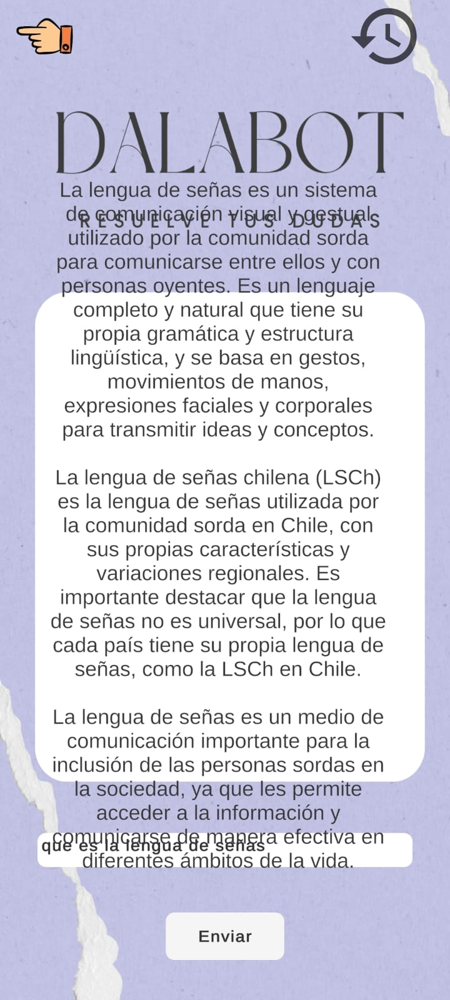 DALABOT
La lengua de señas es un sistema
de comunicación visual y gestual
RESUELVE TUS DUDAS
utilizado por la comunidad sorda
para comunicarse entre ellos y con
personas oyentes. Es un lenguaje
completo y natural que tiene su
propia gramática y estructura
lingüística, y se basa en gestos,
movimientos de manos,
expresiones faciales y corporales
para transmitir ideas y conceptos.
La lengua de señas chilena (LSCh)
es la lengua de señas utilizada por
la comunidad sorda en Chile, con
sus propias características y
variaciones regionales. Es
importante destacar que la lengua
de señas no es universal, por lo que
cada país tiene su propia lengua de
señas, como la LSCh en Chile.
La lengua de señas es un medio de
comunicación importante para la
inclusión de las personas sordas en
la sociedad, ya que les permite
acceder a la información y
comunicarse de manera efectiva en
que es la lengua de señas
diferentes ámbitos de la vida.
Enviar